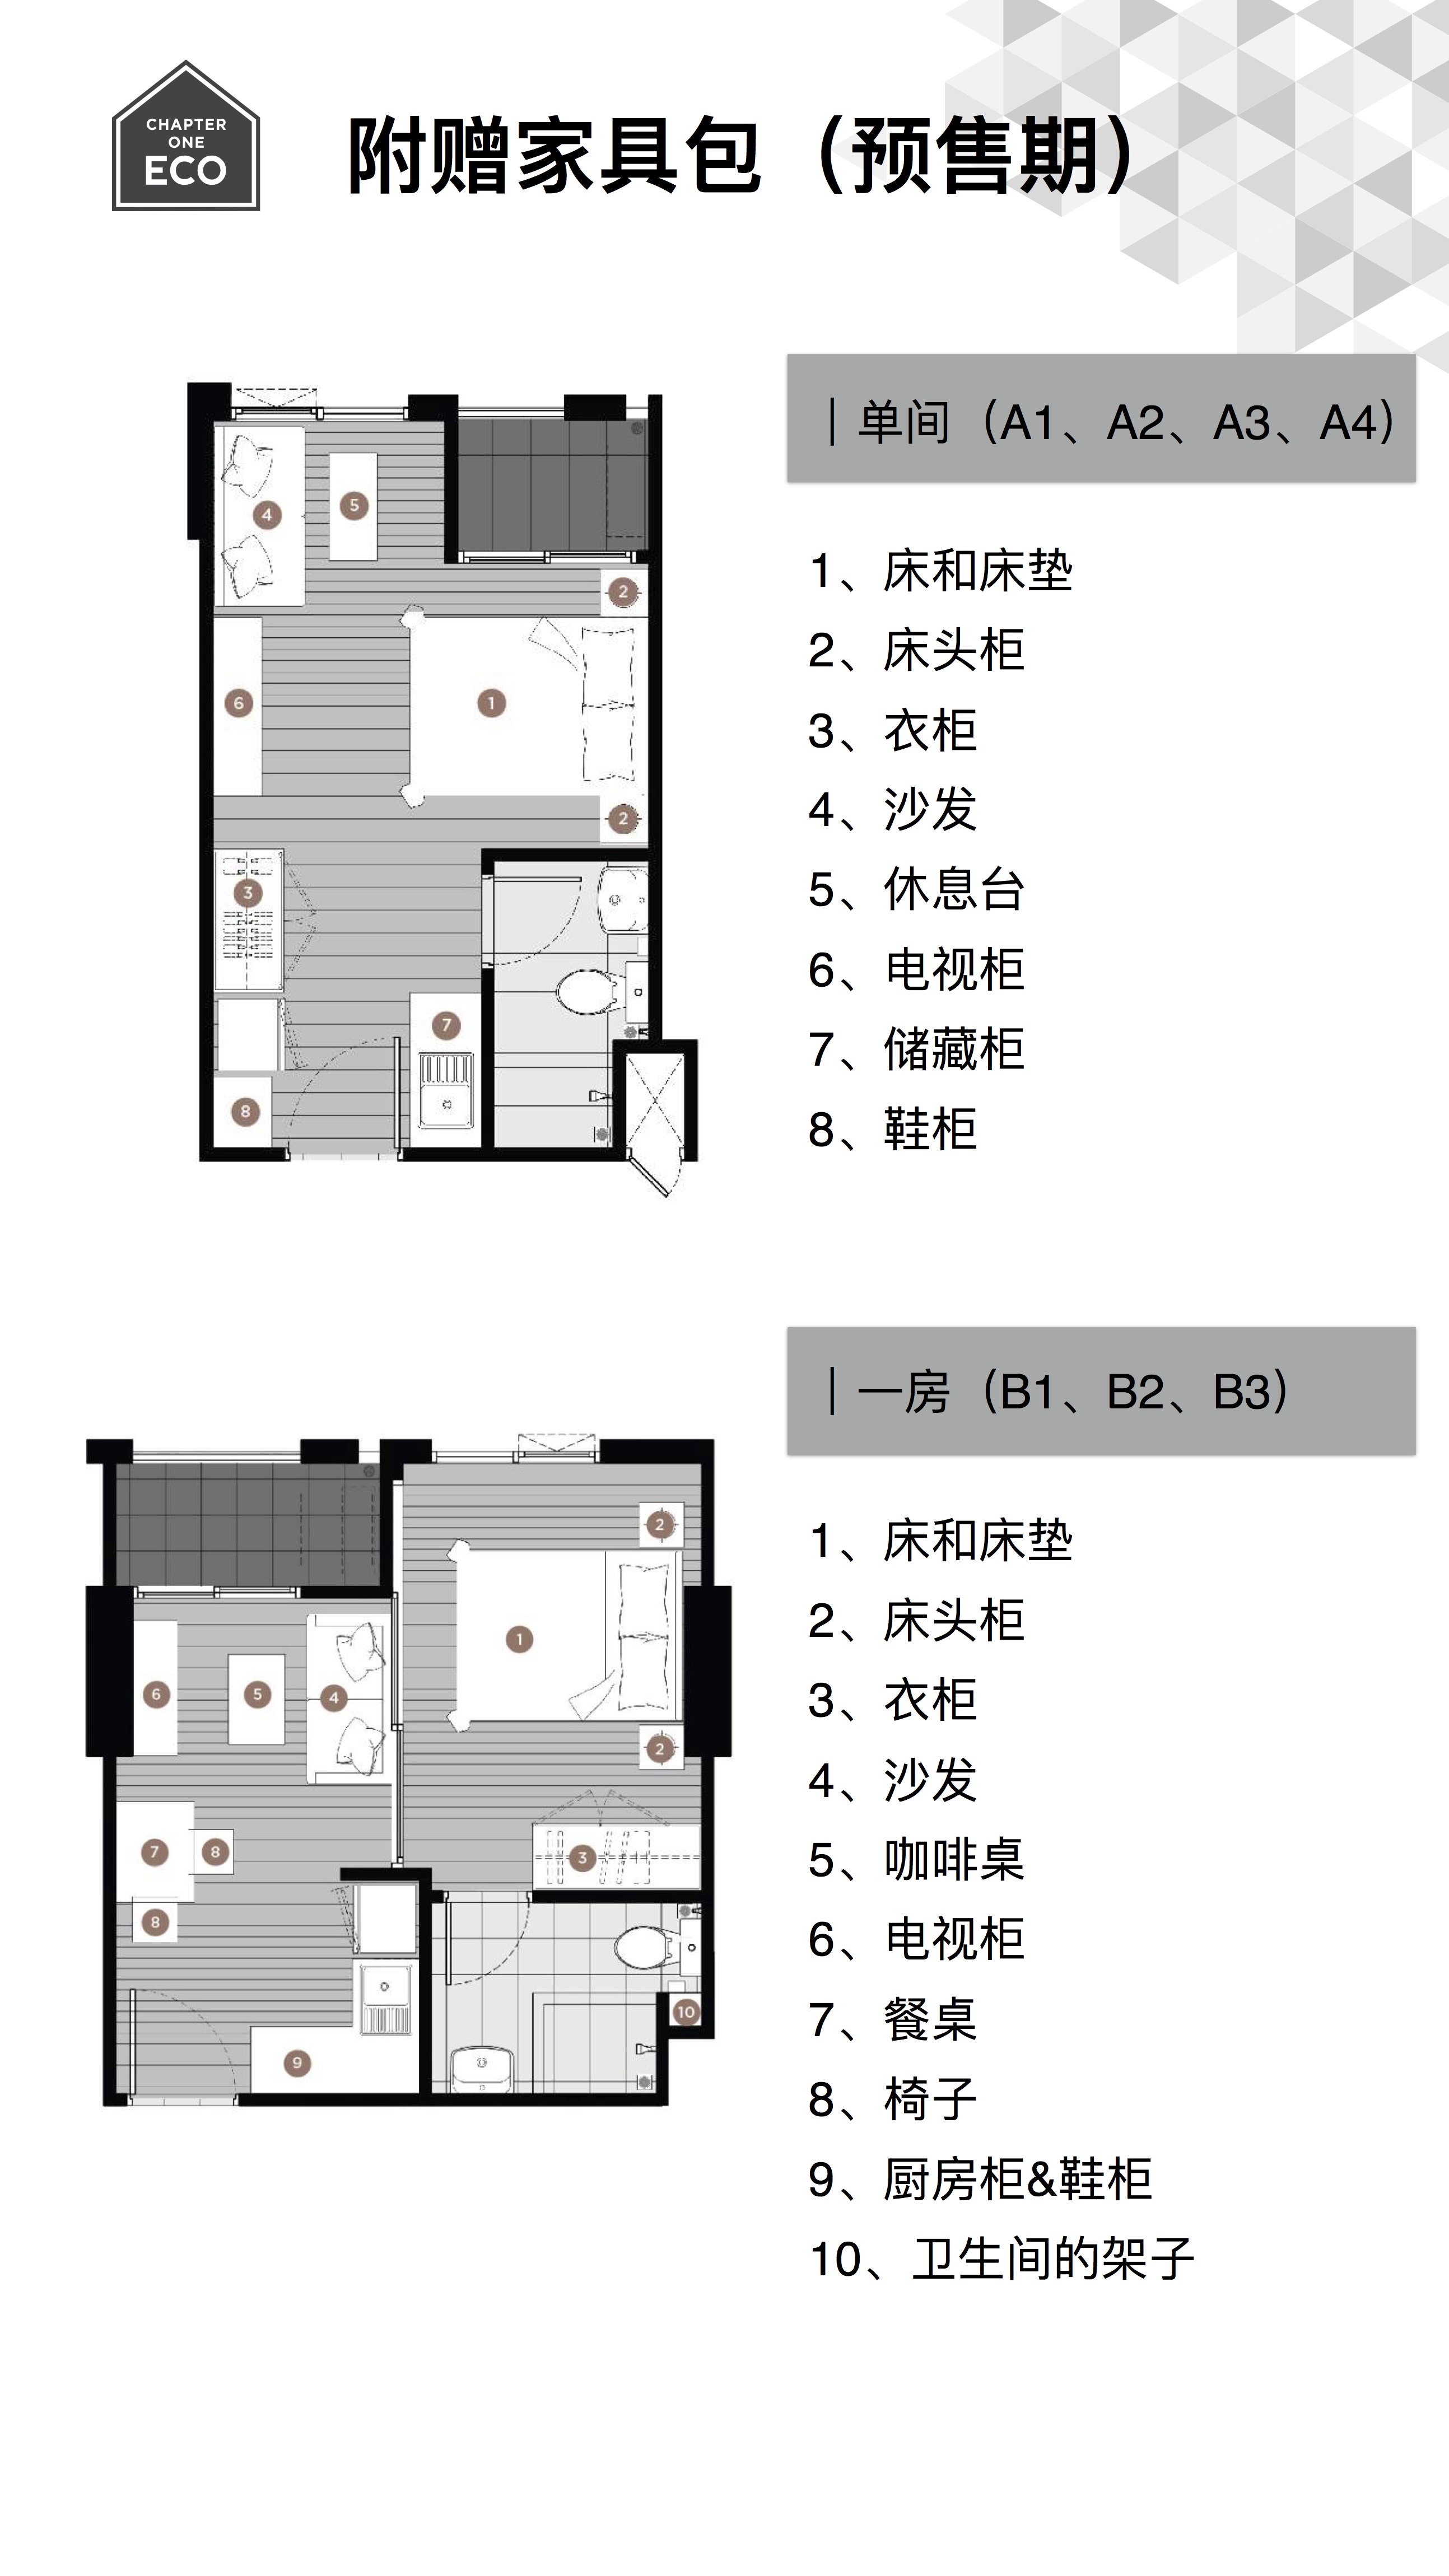 CHAPTER
ONE
ECO
附赠家具包（预售期）
｜单间（A1、A2、A3、A4）
4
5
2
6
1
2
3
7
8
1、床和床垫
2、床头柜
3、衣柜
4、沙发
5、休息台
6、电视柜
7、储藏柜
8、鞋柜
｜一房（B1、B2、B3）
2
1
6
5
4
2
7
8
3
8
10
9
1、床和床垫
2、床头柜
3、衣柜
4、沙发
5、咖啡桌
6、电视柜
7、餐桌
8、椅子
9、厨房柜&鞋柜
10、卫生间的架子